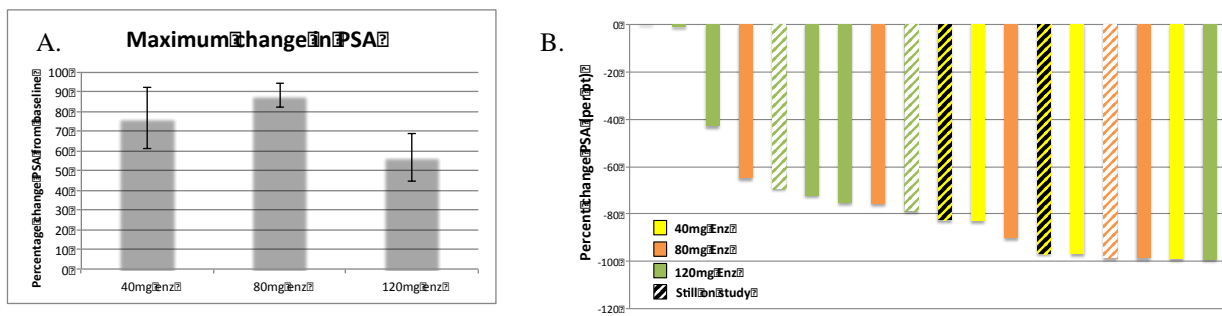 A.
Maximum⍰change⍰in⍰PSA⍰
Percentage⍰change⍰PSA⍰from⍰baseline⍰
100⍰
90⍰
80⍰
70⍰
60⍰
50⍰
40⍰
30⍰
20⍰
10⍰
0⍰
40mg⍰enz⍰
80mg⍰enz⍰
120mg⍰enz⍰
B.
Percent⍰change⍰PSA⍰(per⍰pt)⍰
0⍰
-20⍰
-40⍰
-60⍰
-80⍰
-100⍰
-120⍰
40mg⍰Enz⍰
80mg⍰Enz⍰
120mg⍰Enz⍰
Still⍰on⍰study⍰